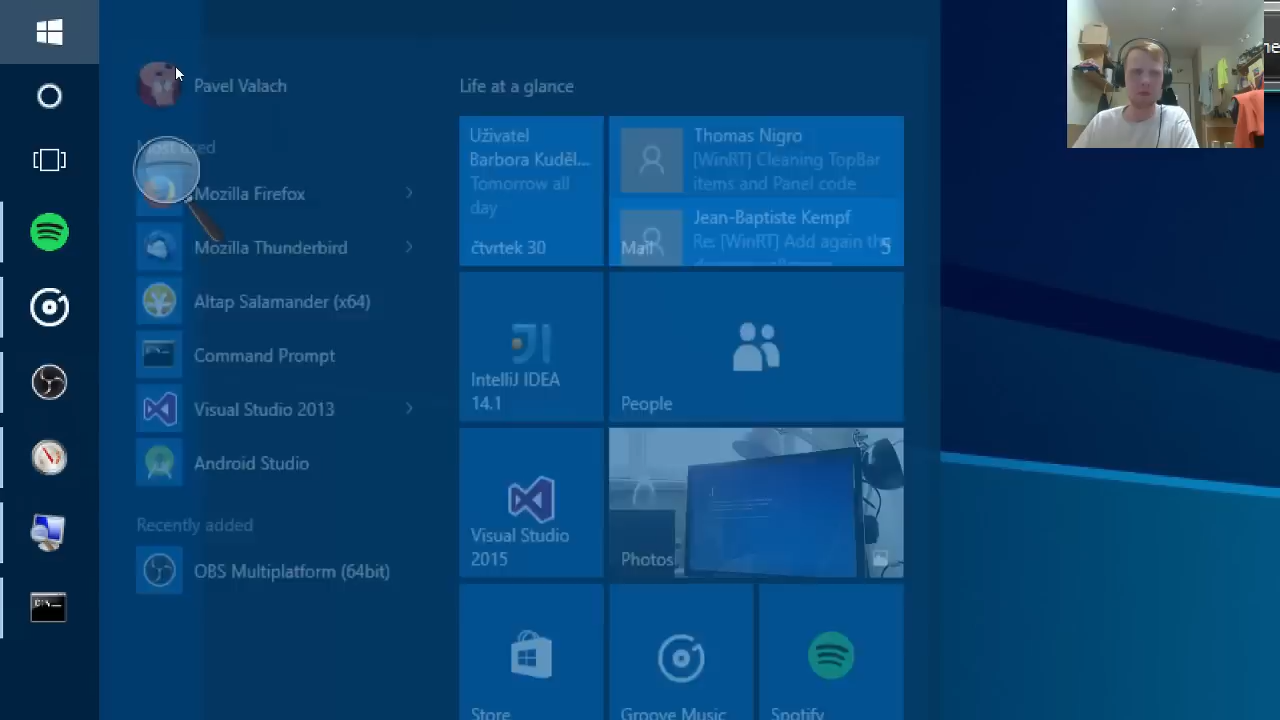 Pavel Valach
Most used
Mozilla Firefox
Mozilla Thunderbird
Altap Salamander (x64)
Command Prompt
Visual Studio 2013
Android Studio
Recently added
OBS Multiplatform (64bit)
Life at a glance
Uživatel
Barbora Kuděl...
Tomorrow all
day
čtvrtek 30
Thomas Nigro
[WinRT] Cleaning TopBar
items and Panel code
Jean-Baptiste Kempf
Re: [WinRT] Add again th
Mail
5
IntelliJ IDEA
14.1
People
Visual Studio
2015
Photos
Store
Groove Music
Spotify